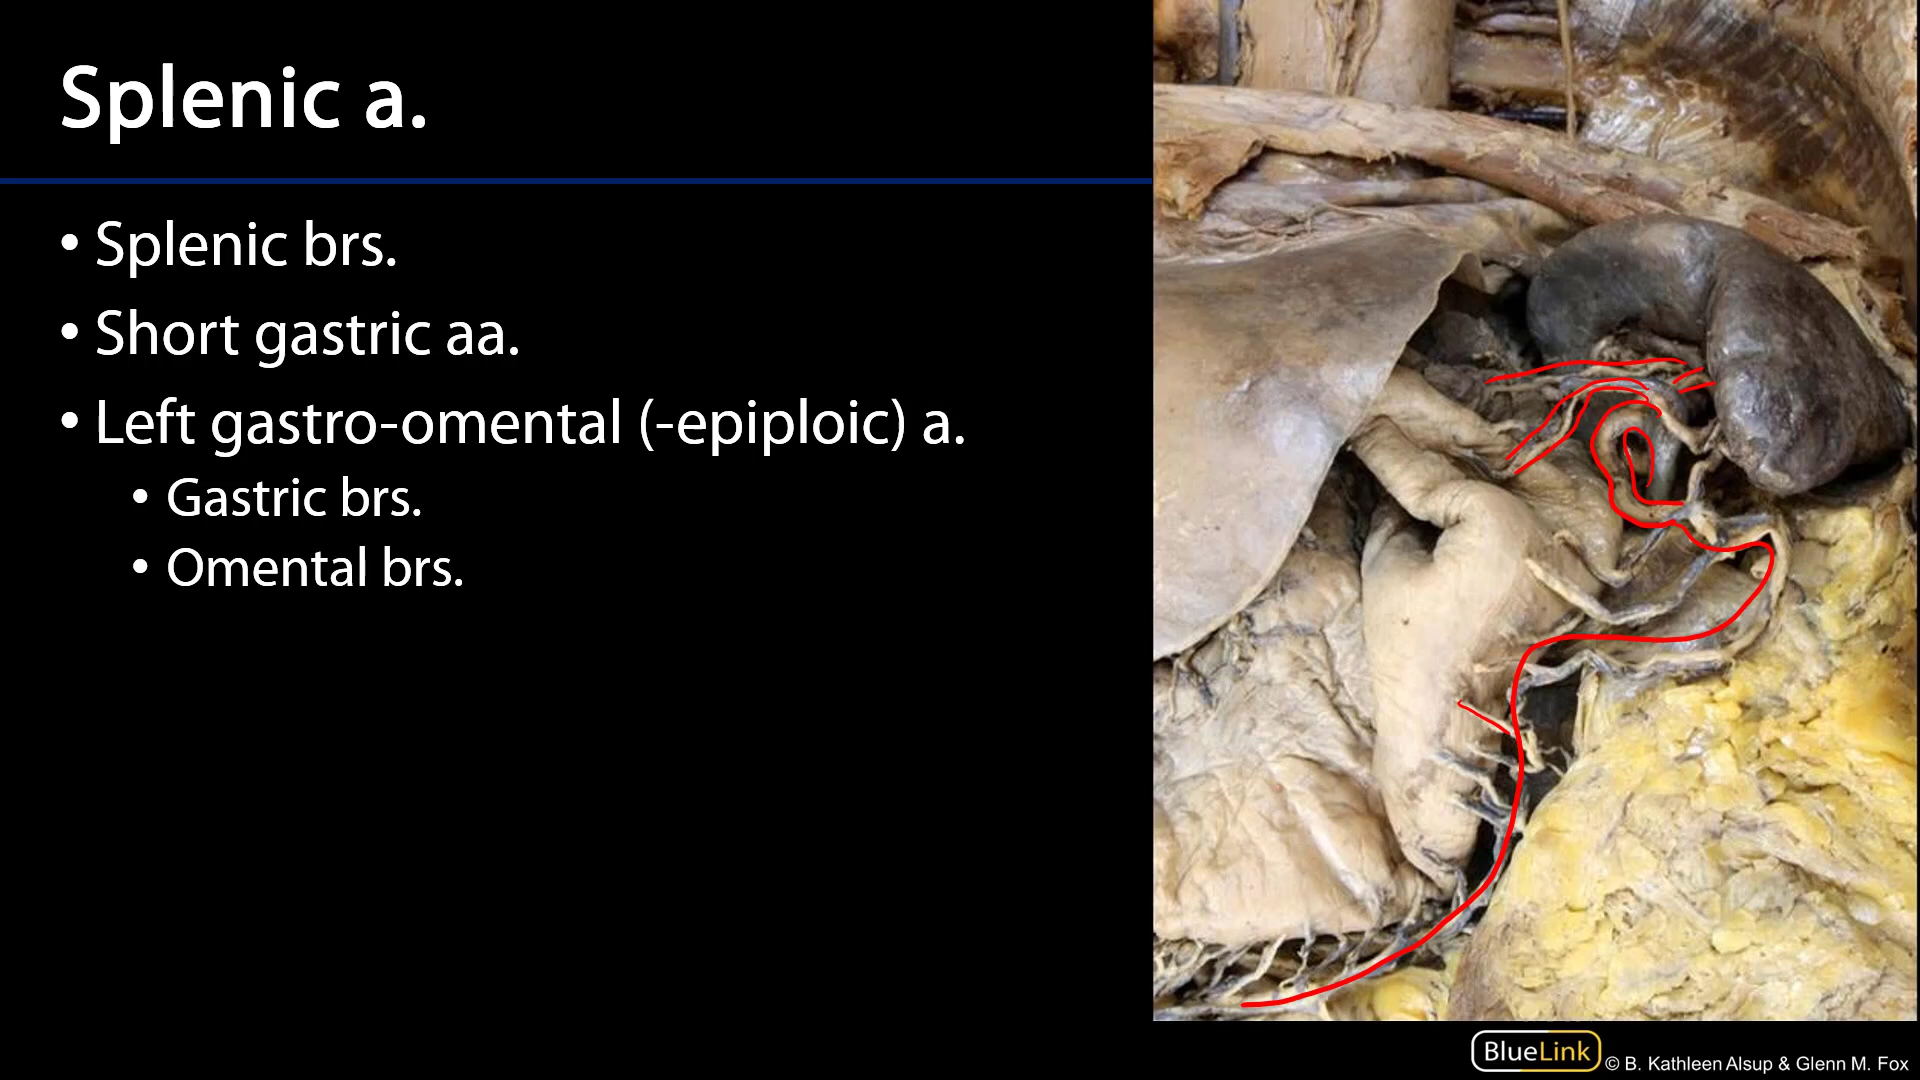 Splenic a.
• Splenic brs.
• Short gastric aa.
• Left gastro-omental (-epiploic) a.
• Gastric brs.
• Omental brs.
BlueLink © B. Kathleen Alsup & Glenn M. Fox